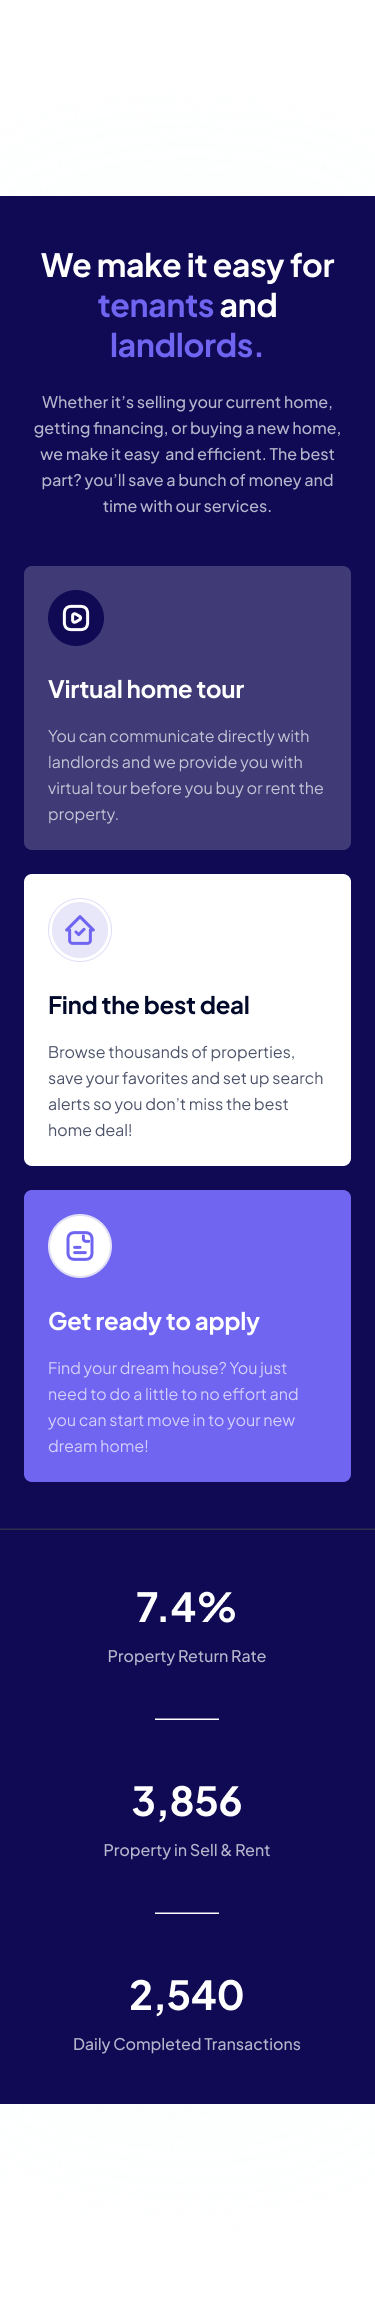 We make it easy for
tenants and
landlords.
Whether it’s selling your current home,
getting financing, or buying a new home,
we make it easy  and efficient. The best
part? you’ll save a bunch of money and
time with our services.
Virtual home tour
You can communicate directly with
landlords and we provide you with
virtual tour before you buy or rent the
property.
Find the best deal
Browse thousands of properties,
save your favorites and set up search
alerts so you don’t miss the best
home deal!
Get ready to apply
Find your dream house? You just
need to do a little to no effort and
you can start move in to your new
dream home!
7.4%
Property Return Rate
3,856
Property in Sell & Rent
2,540
Daily Completed Transactions